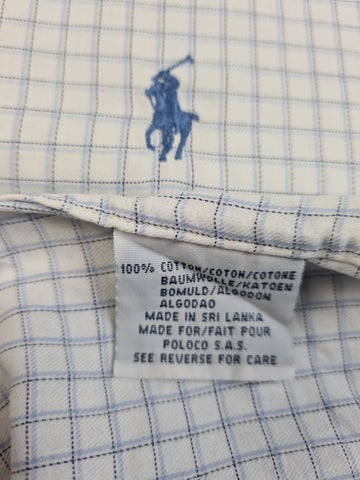 100% COTTON/COTON/COTONE
BAUMWOLLE/KATOEN
BOMULD/ALGODON
ALGODAO
MADE IN SRI LANKA
MADE FOR/FAIT POUR
POLOCO S.A.S.
SEE REVERSE FOR CARE